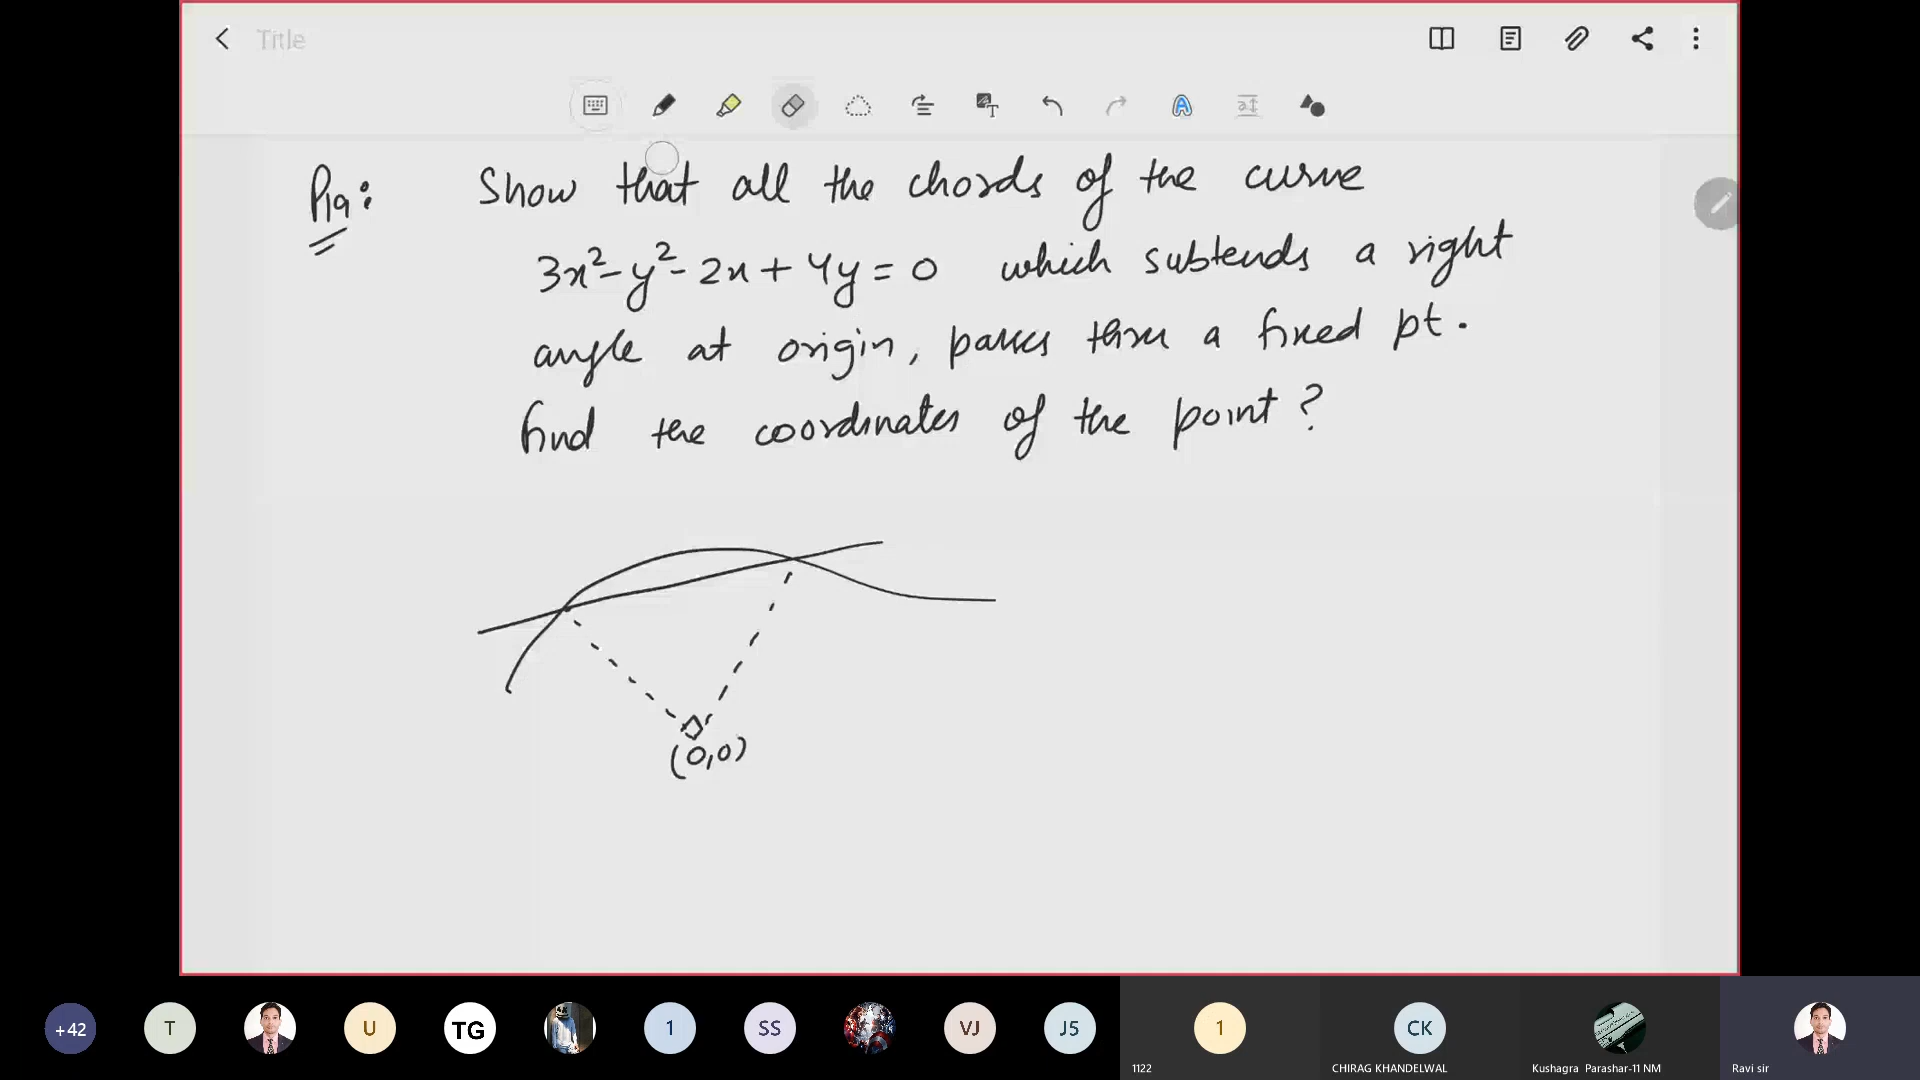 Title
Show that all the chords of the curve
3x²-y²-2x+4y=0 which subtends a right
angle at origin, passes thru a fixed pt.
find the coordinates of the point?
(0,0)
+42 T U TG 1 SS VJ J5 1 CK
1122 CHIRAG KHANDELWAL Kushagra Parashar-11 NM Ravi sir